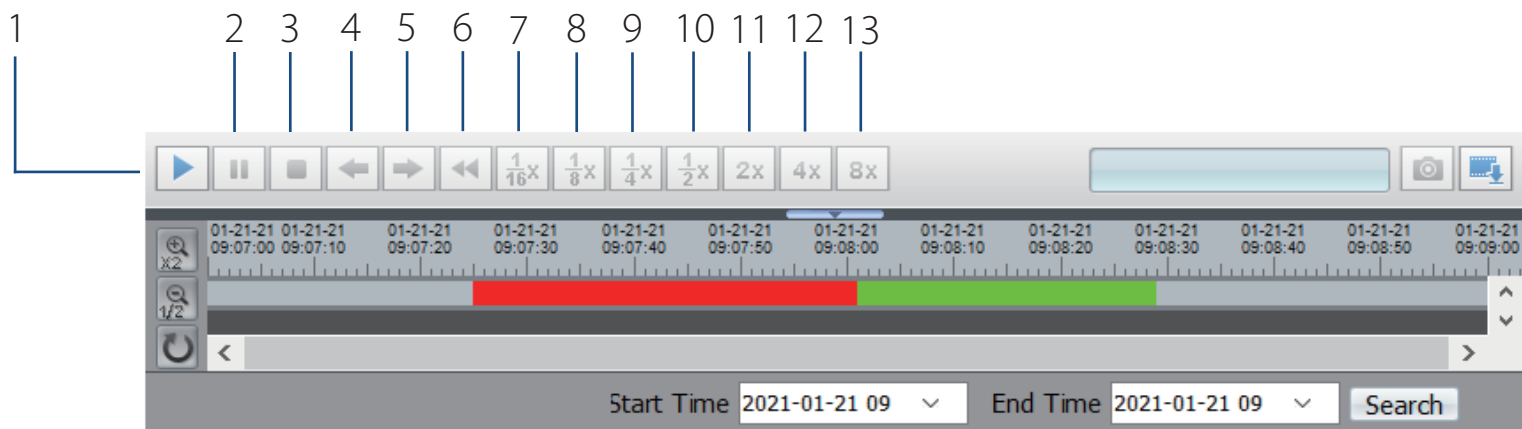 1 2 3 4 5 6 7 8 9 10 11 12 13
1/16x 1/8x 1/4x 1/2x 2x 4x 8x
01-21-21 01-21-21 01-21-21 01-21-21 01-21-21 01-21-21 01-21-21 01-21-21 01-21-21 01-21-21 01-21-21 01-21-21 01-21-21
09:07:00 09:07:10 09:07:20 09:07:30 09:07:40 09:07:50 09:08:00 09:08:10 09:08:20 09:08:30 09:08:40 09:08:50 09:09:00
X2
1/2
Start Time 2021-01-21 09 End Time 2021-01-21 09 Search